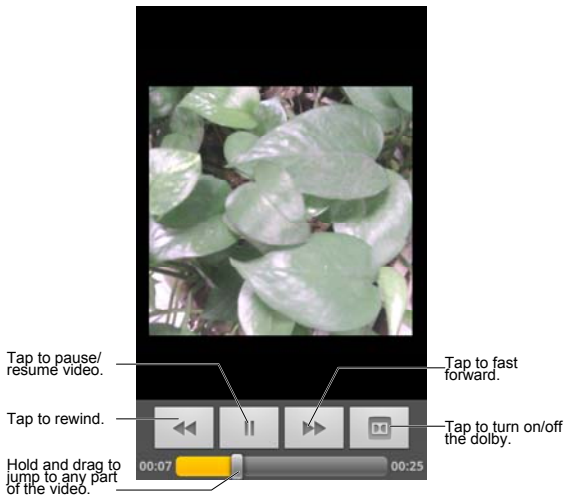 Tap to pause/
resume video.
Tap to fast
forward.
Tap to rewind.
Tap to turn on/off
the dolby.
Hold and drag to
jump to any part
of the video.
00:07
00:25